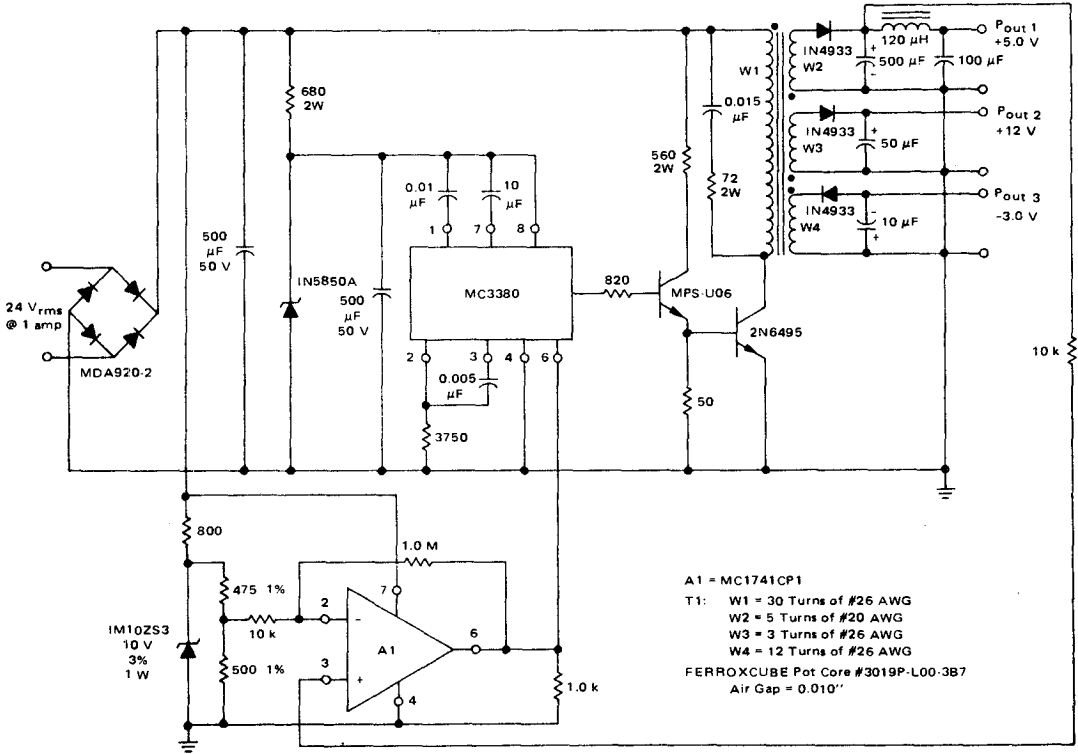 P out 1
+5.0 V
120 μH
IN4933
W2
500 μF
+
-
100 μF
W1
680
2W
0.015
μF
P out 2
+12 V
IN4933
W3
+
50 μF
560
2W
72
2W
0.01
μF
10
μF
1
7
8
P out 3
-3.0 V
IN4933
W4
-
10 μF
+
500
μF
50 V
IN5850A
500
μF
50 V
MC3380
820
MPS-U06
2N6495
24 Vrms
@ 1 amp
MDA920-2
2
3
4
6
0.005
μF
3750
50
10 k
800
475 1%
10 k
500 1%
1.0 M
7
2
-
IM10ZS3
10 V
3%
1 W
A1
6
3
+
4
1.0 k
A1 = MC1741CP1
T1: W1 = 30 Turns of #26 AWG
W2 = 5 Turns of #20 AWG
W3 = 3 Turns of #26 AWG
W4 = 12 Turns of #26 AWG
FERROXCUBE Pot Core #3019P-L00-3B7
Air Gap = 0.010''